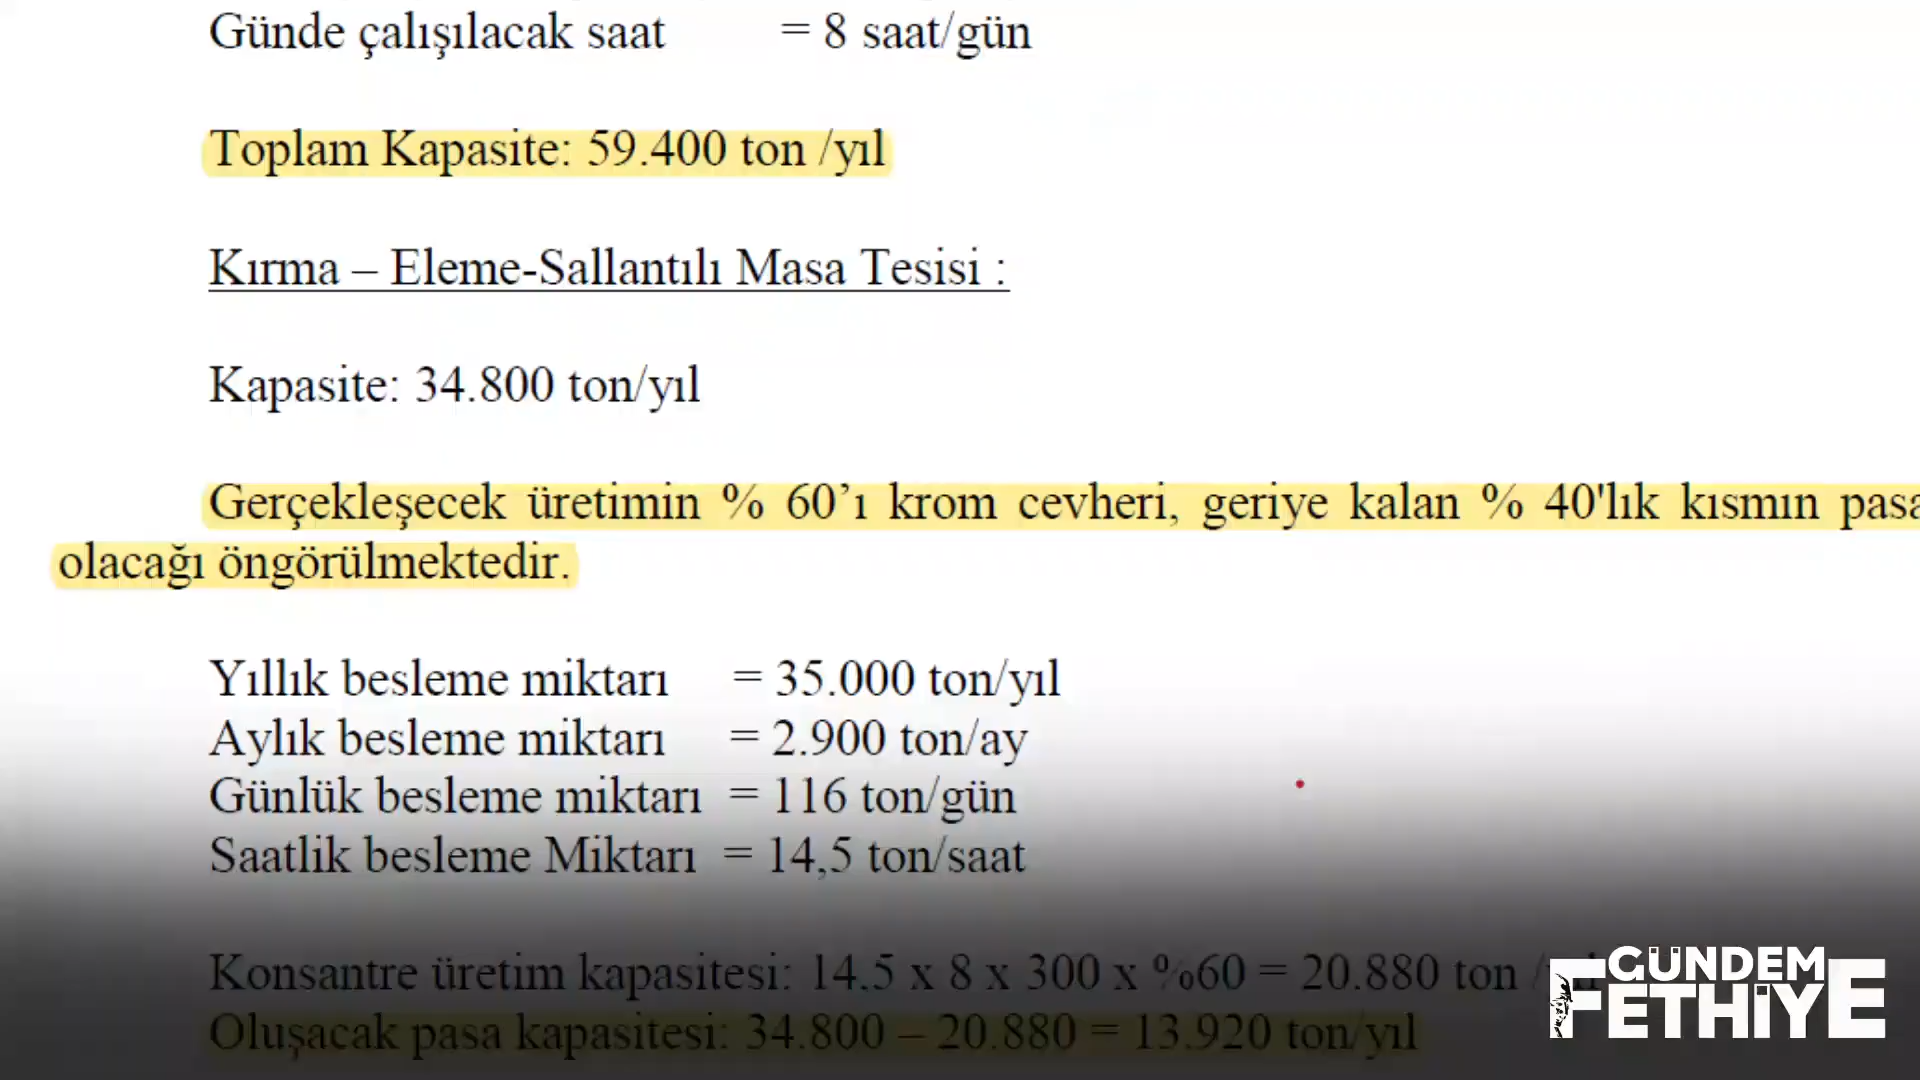 Günde çalışılacak saat = 8 saat/gün
Toplam Kapasite: 59.400 ton /yıl
Kırma – Eleme-Sallantılı Masa Tesisi :
Kapasite: 34.800 ton/yıl
Gerçekleşecek üretimin % 60’ı krom cevheri, geriye kalan % 40'lık kısmın pasa
olacağı öngörülmektedir.
Yıllık besleme miktarı = 35.000 ton/yıl
Aylık besleme miktarı = 2.900 ton/ay
Günlük besleme miktarı = 116 ton/gün
Saatlik besleme Miktarı = 14,5 ton/saat
Konsantre üretim kapasitesi: 14.5 x 8 x 300 x %60 = 20.880 ton /yıl
Oluşacak pasa kapasitesi: 34.800 – 20.880 = 13.920 ton/yıl
GÜNDEM
FETHİYE